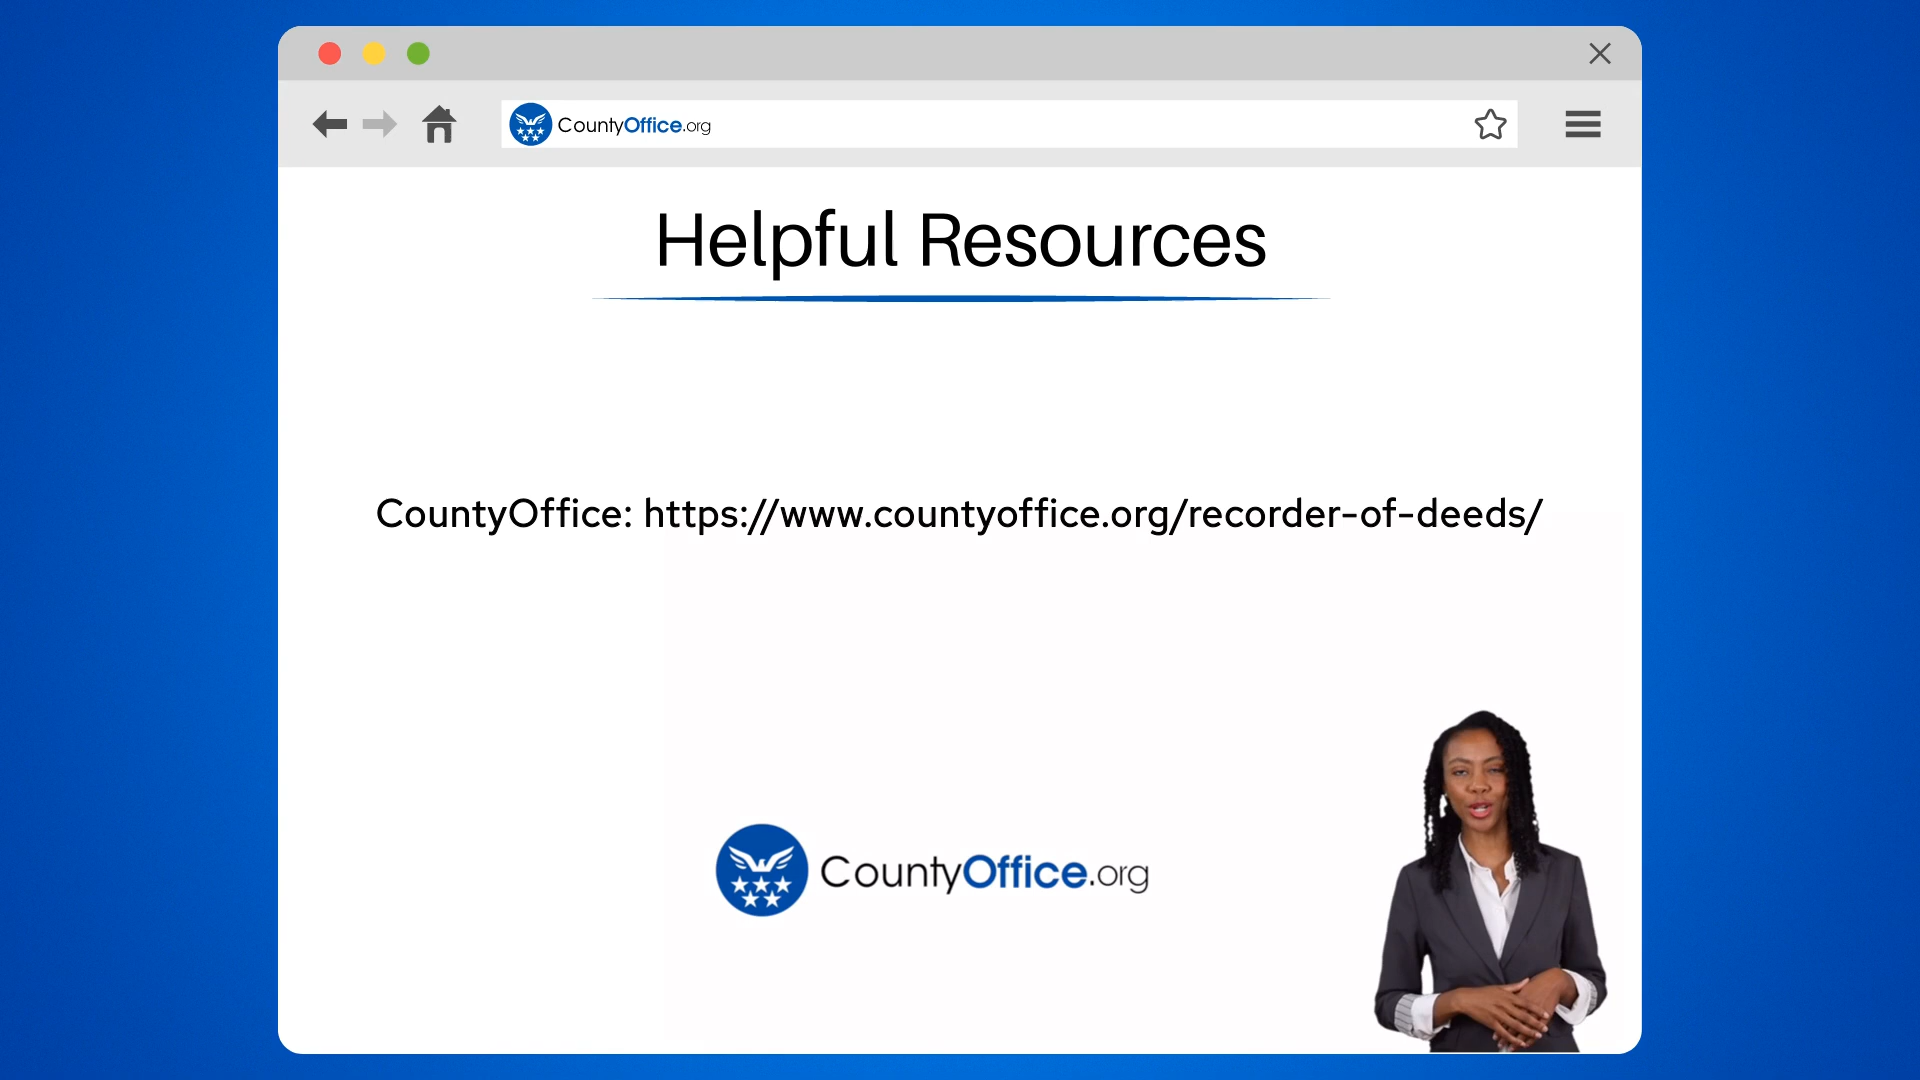 CountyOffice.org
Helpful Resources
CountyOffice: https://www.countyoffice.org/recorder-of-deeds/
CountyOffice.org